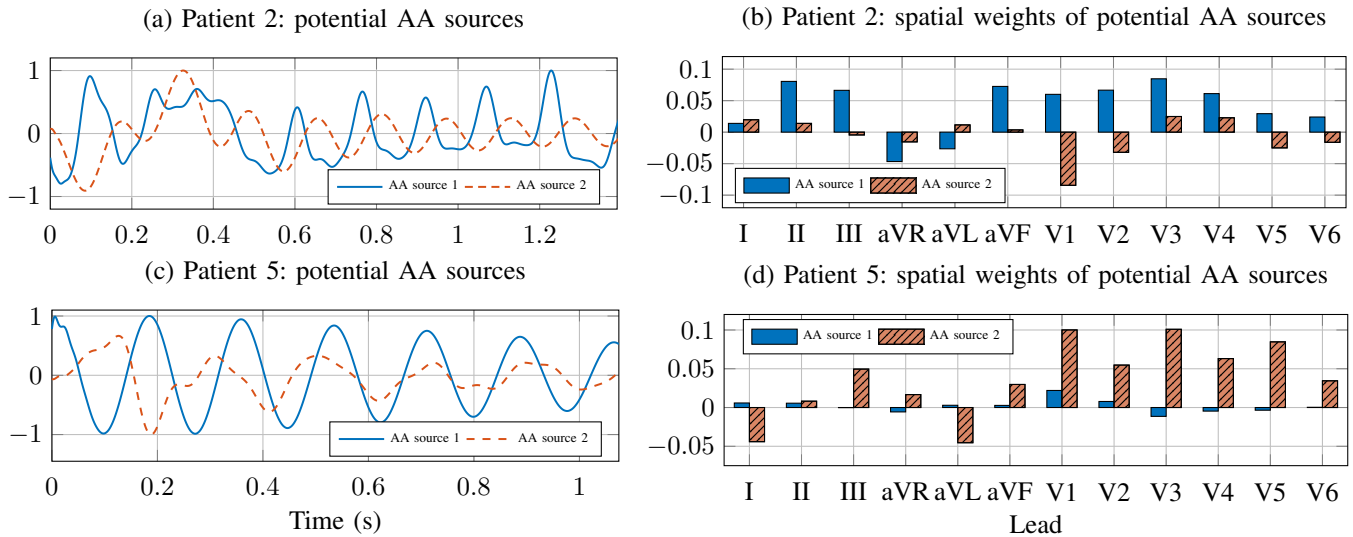 (a) Patient 2: potential AA sources
1
0
−1
AA source 1 AA source 2
0 0.2 0.4 0.6 0.8 1 1.2
(b) Patient 2: spatial weights of potential AA sources
0.1
0.05
0
−0.05
−0.1
AA source 1 AA source 2
I II III aVR aVL aVF V1 V2 V3 V4 V5 V6
(c) Patient 5: potential AA sources
1
0
−1
AA source 1 AA source 2
0 0.2 0.4 0.6 0.8 1
Time (s)
(d) Patient 5: spatial weights of potential AA sources
0.1
0.05
0
−0.05
AA source 1 AA source 2
I II III aVR aVL aVF V1 V2 V3 V4 V5 V6
Lead